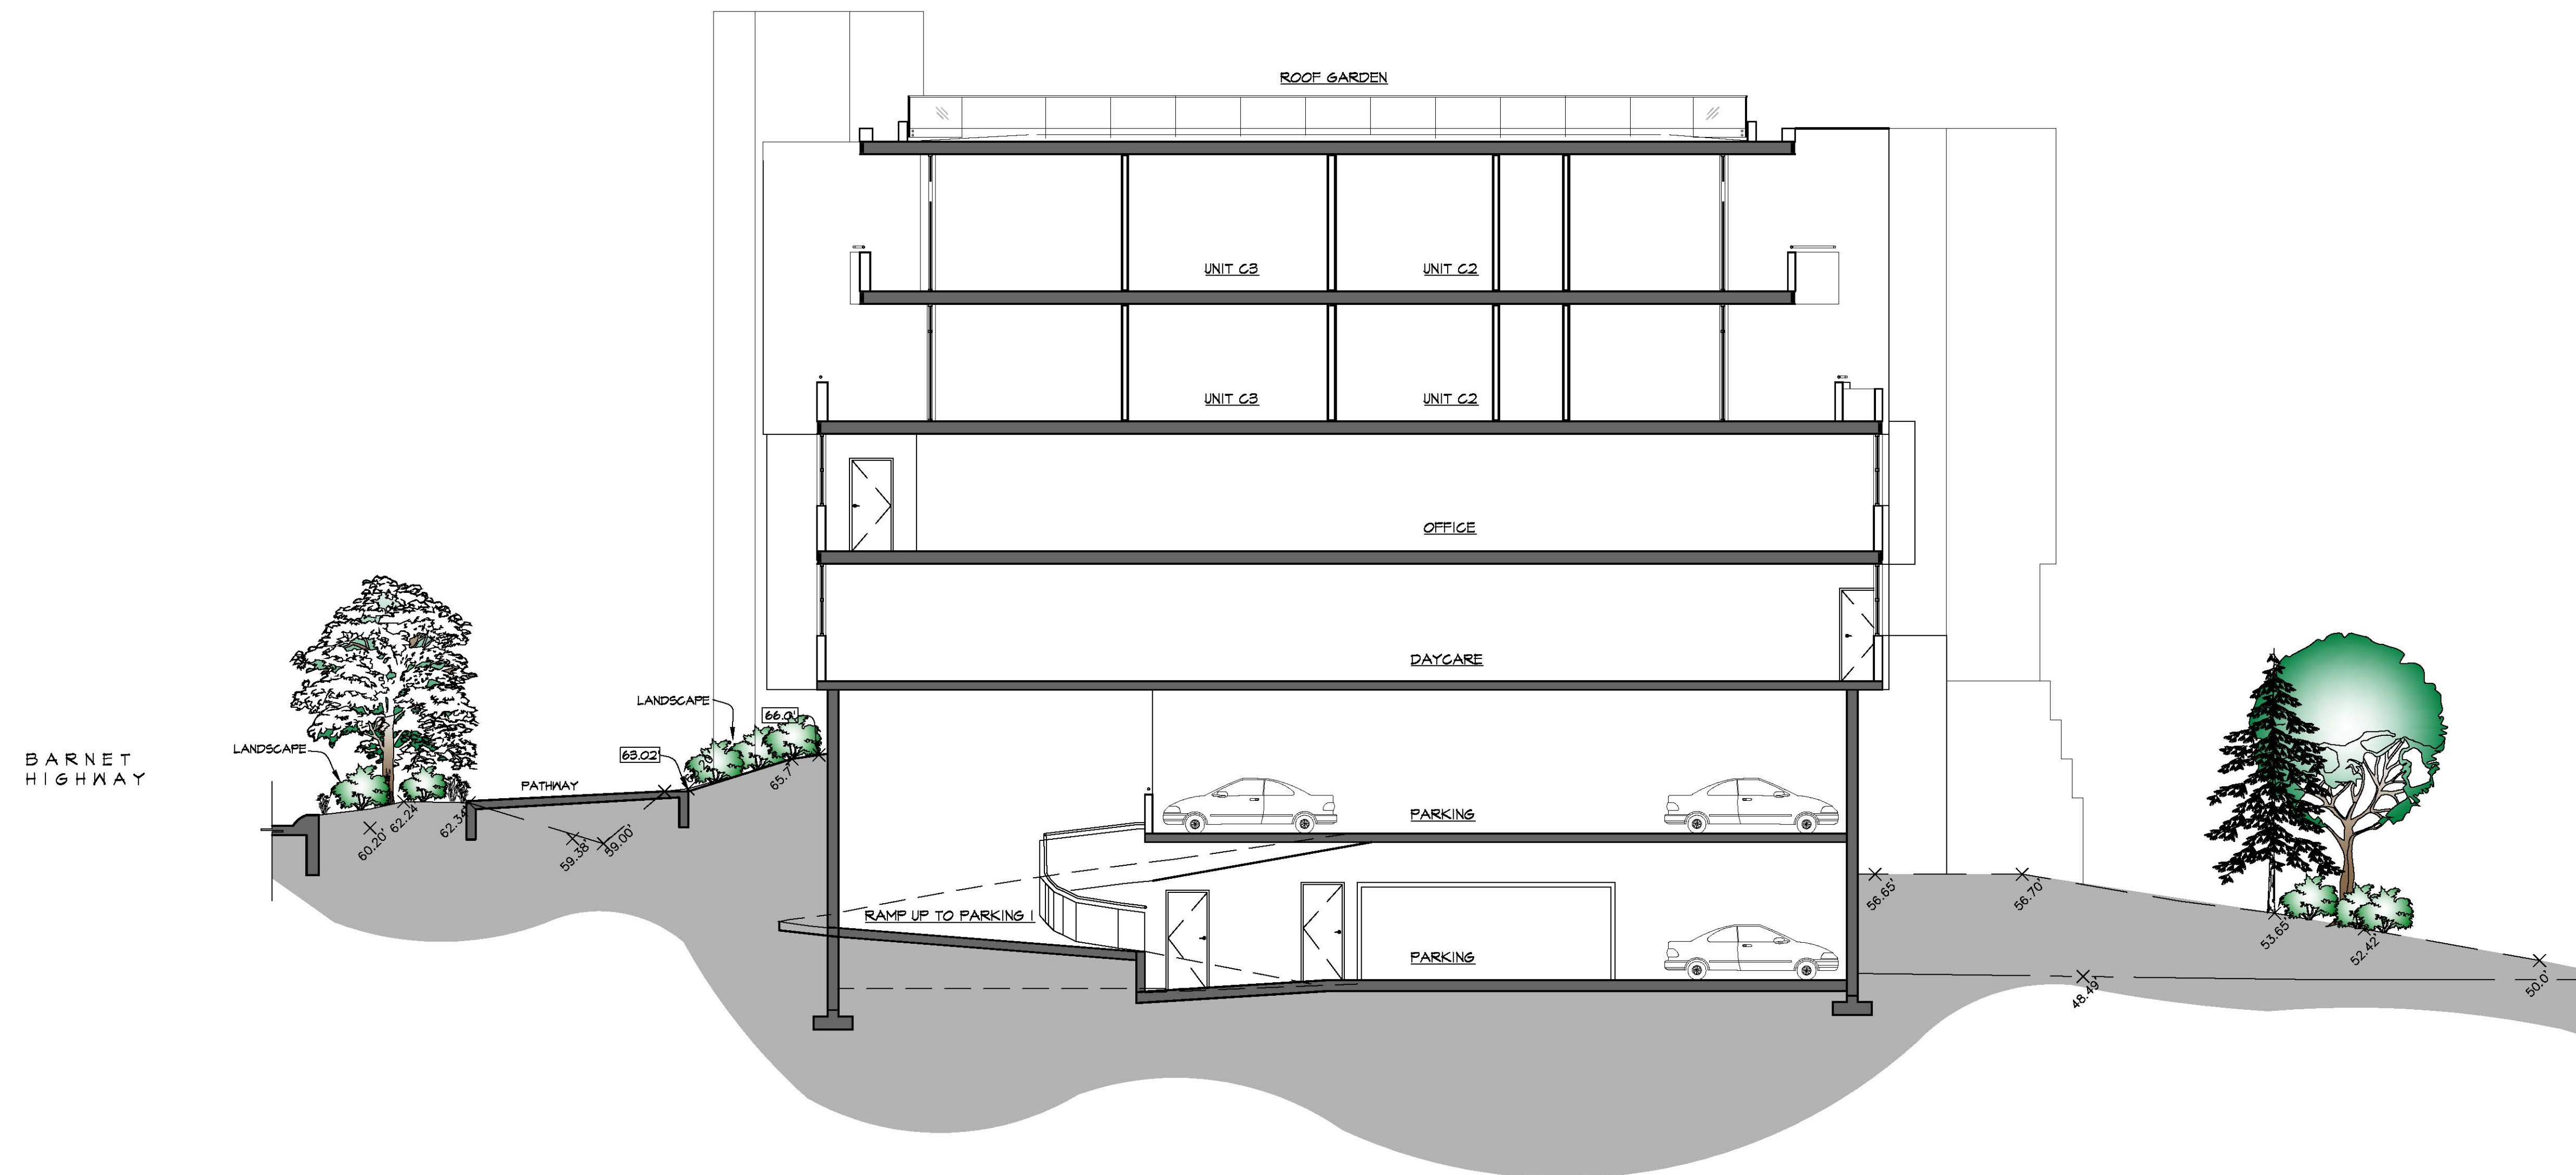 ROOF GARDEN
UNIT C3
UNIT C2
UNIT C3
UNIT C2
OFFICE
DAYCARE
LANDSCAPE
63.02'
LANDSCAPE
BARNET
HIGHWAY
PATHWAY
65.7'
60.20'
62.24'
62.34'
59.38'
59.00'
PARKING
RAMP UP TO PARKING 1
PARKING
56.65'
56.70'
53.65'
52.42'
48.49'
50.0'